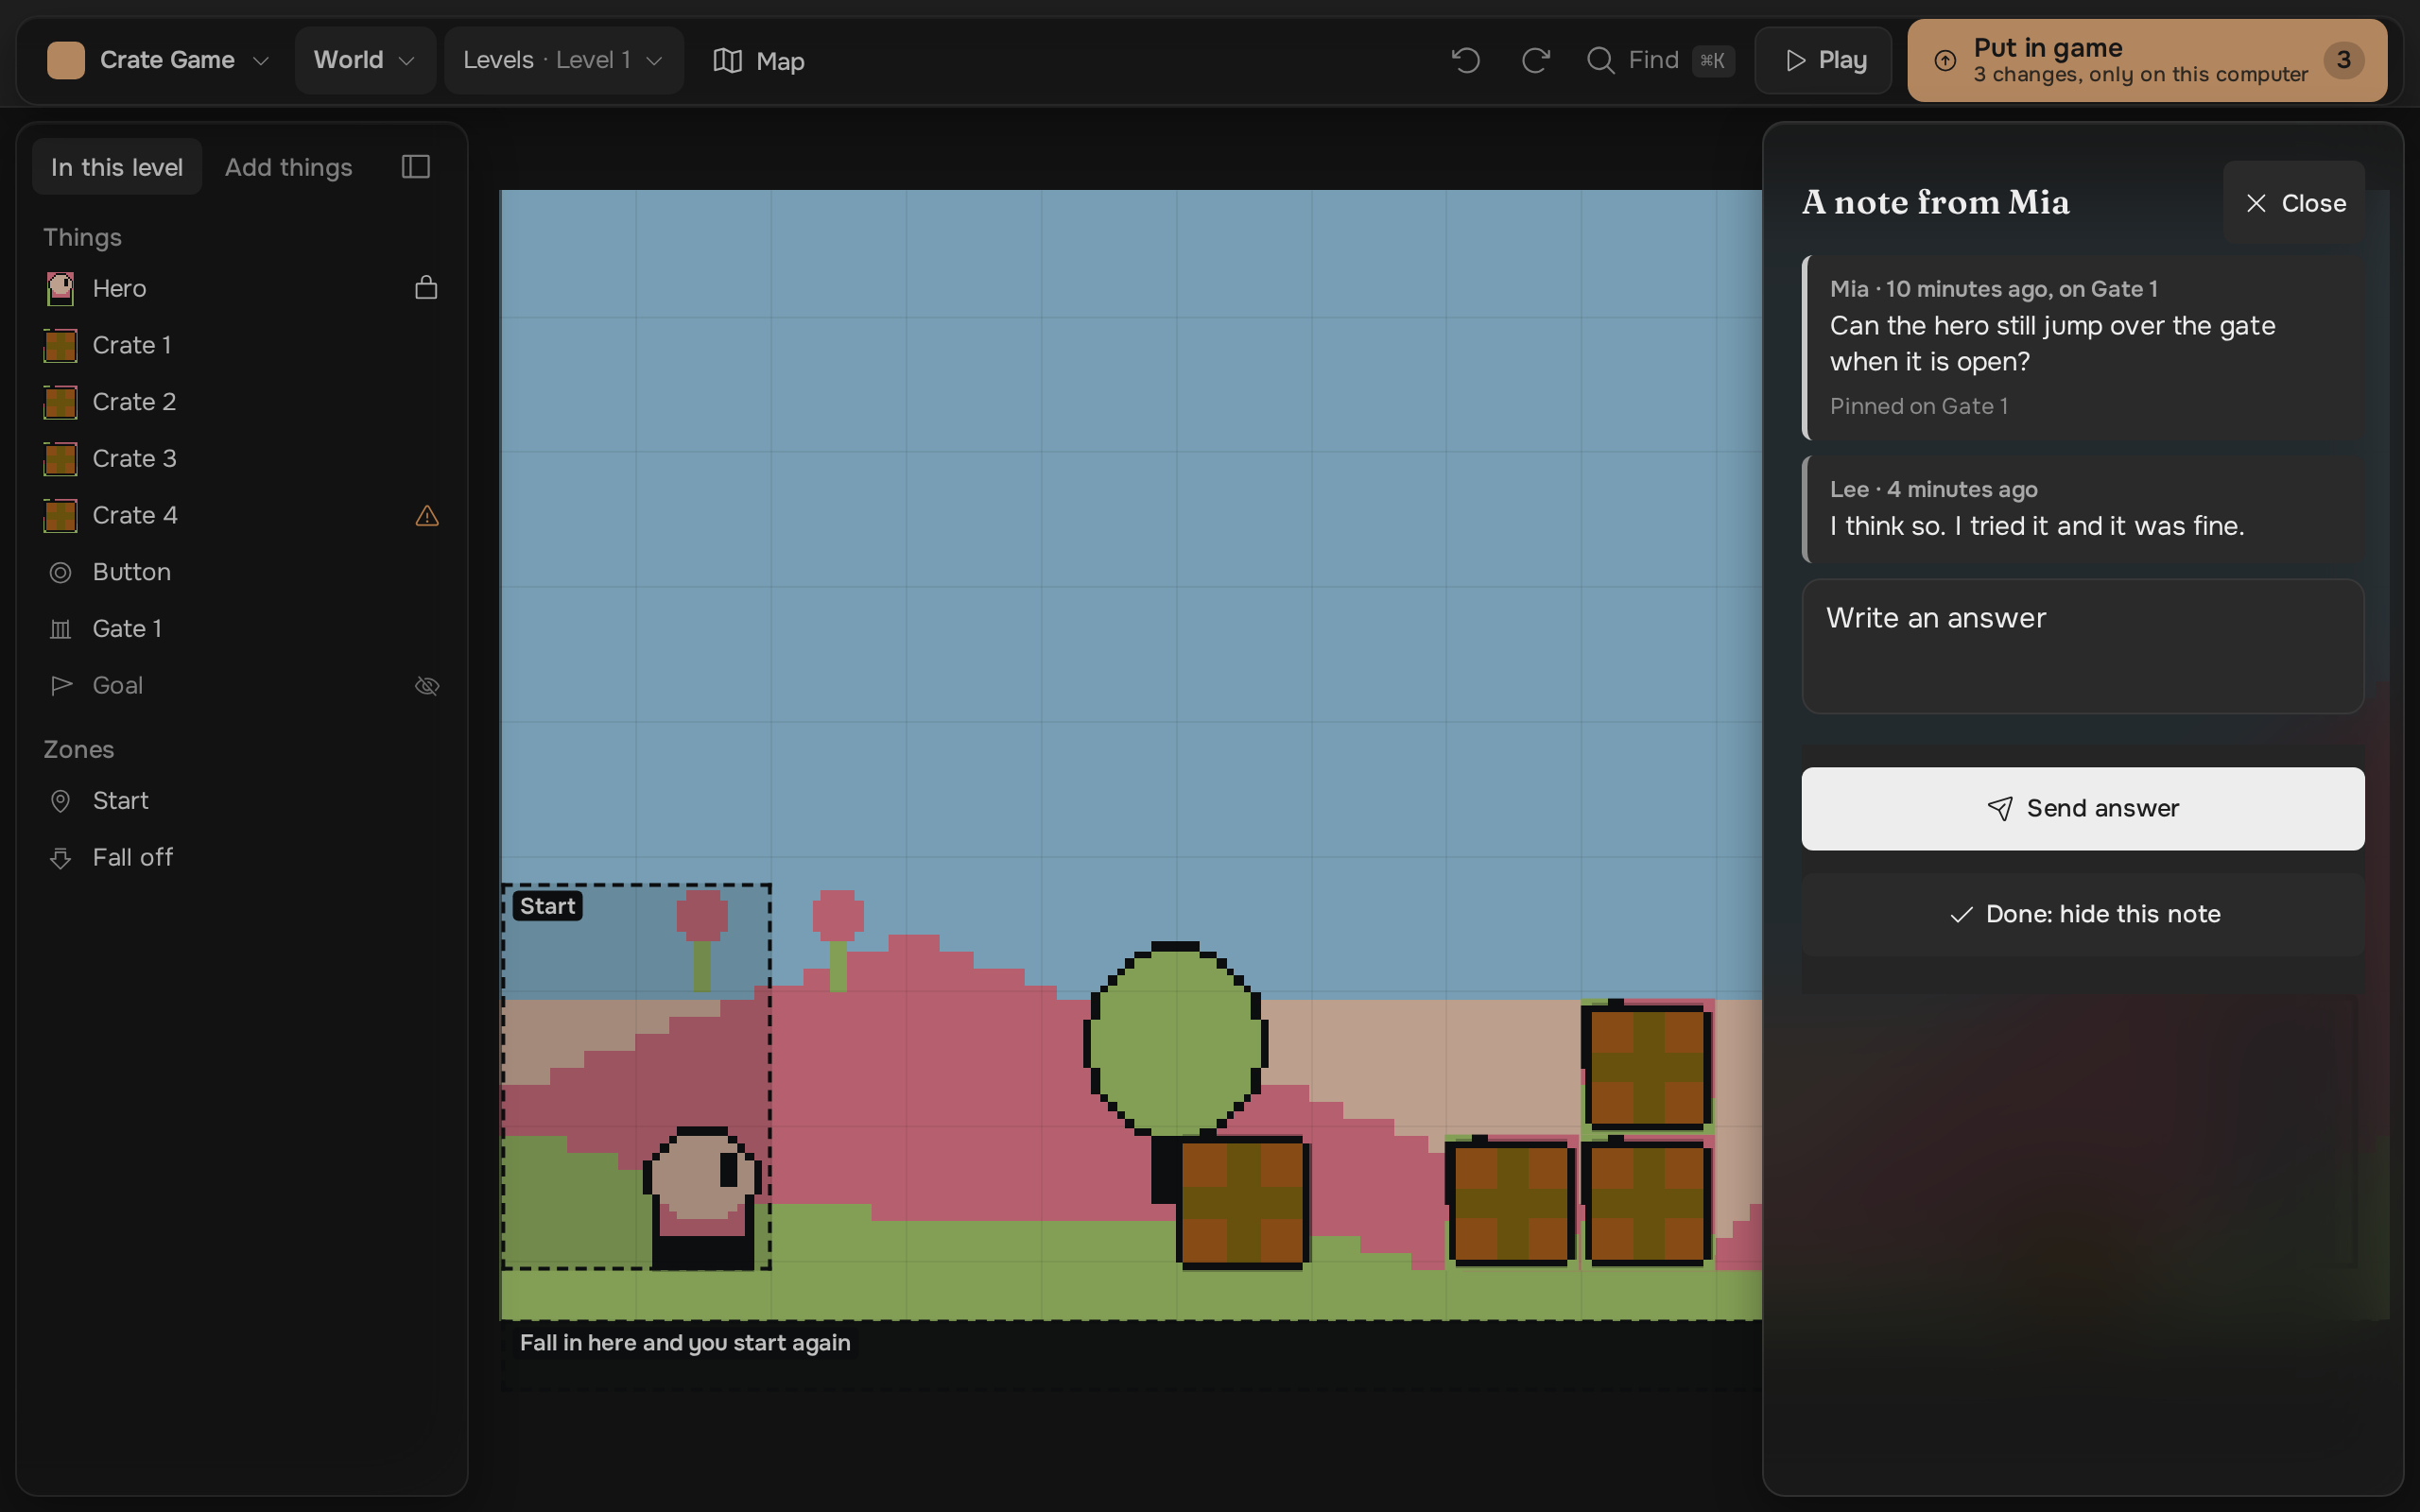 Crate Game
World
Levels · Level 1
Map
Find ⌘K
Play
Put in game
3 changes, only on this computer
3
In this level
Add things
Things
Hero
Crate 1
Crate 2
Crate 3
Crate 4
Button
Gate 1
Goal
Zones
Start
Fall off
Start
Fall in here and you start again
A note from Mia
Close
Mia · 10 minutes ago, on Gate 1
Can the hero still jump over the gate
when it is open?
Pinned on Gate 1
Lee · 4 minutes ago
I think so. I tried it and it was fine.
Write an answer
Send answer
Done: hide this note